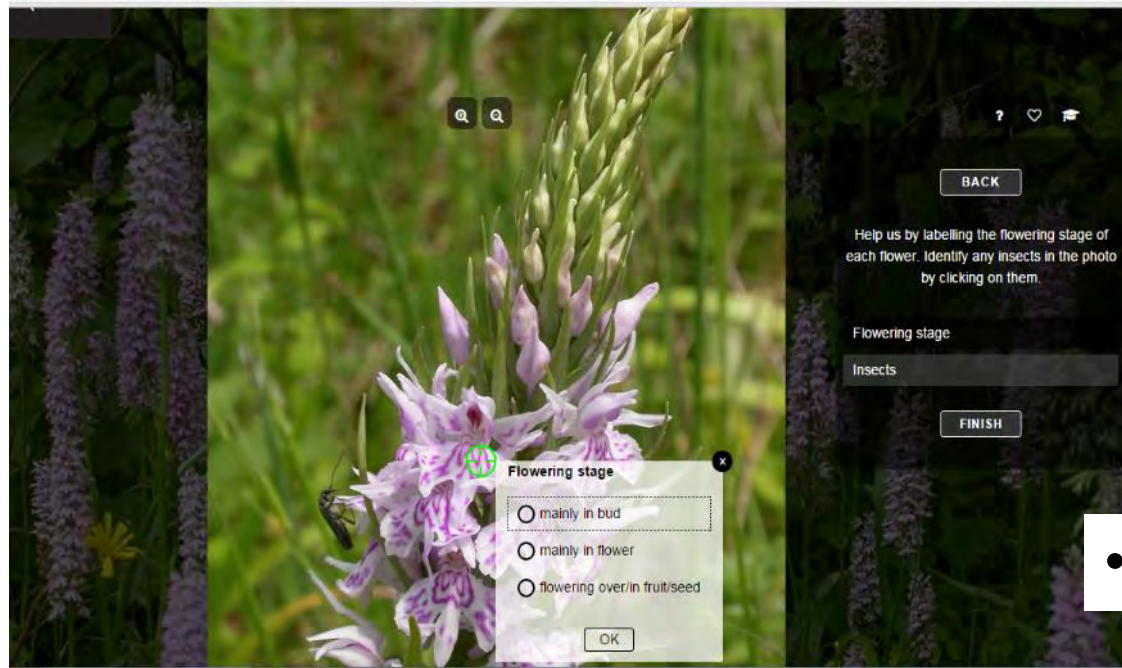 ?
BACK
Help us by labelling the flowering stage of
each flower. Identify any insects in the photo
by clicking on them.
Flowering stage
Insects
FINISH
Flowering stage
x
mainly in bud
mainly in flower
flowering over/in fruit/seed
OK
•